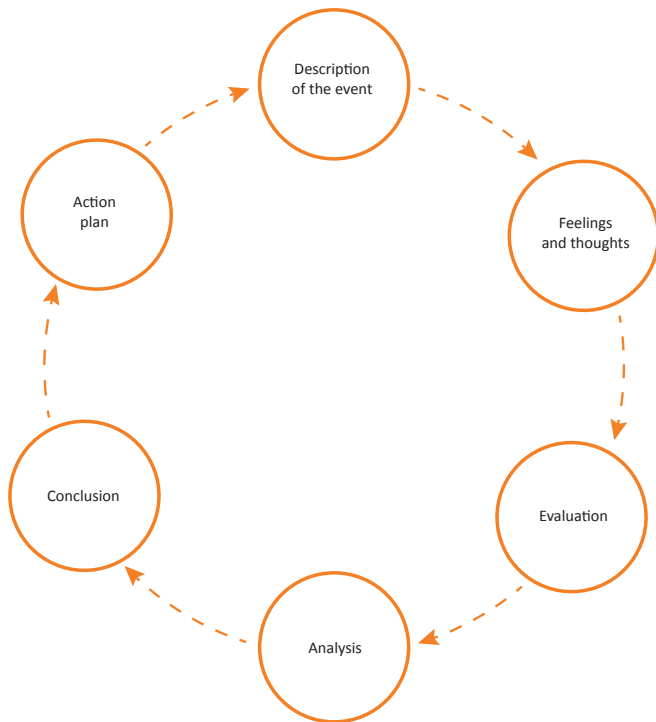 Description
of the event
Feelings
and thoughts
Evaluation
Analysis
Conclusion
Action
plan